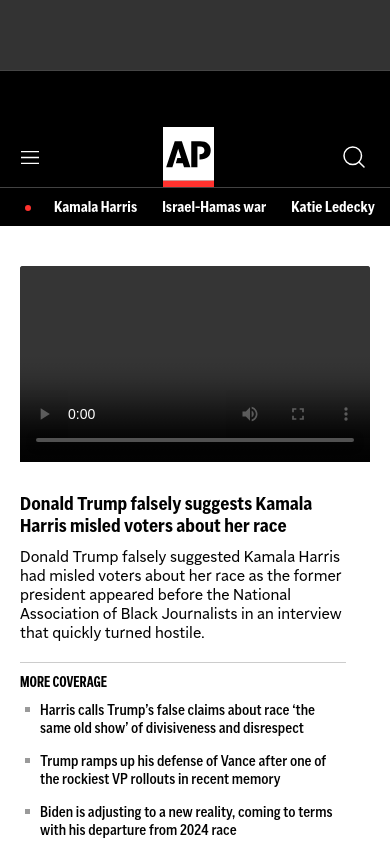 AP
Kamala Harris Israel-Hamas war Katie Ledecky
0:00
Donald Trump falsely suggests Kamala
Harris misled voters about her race
Donald Trump falsely suggested Kamala Harris
had misled voters about her race as the former
president appeared before the National
Association of Black Journalists in an interview
that quickly turned hostile.
MORE COVERAGE
Harris calls Trump’s false claims about race ‘the
same old show’ of divisiveness and disrespect
Trump ramps up his defense of Vance after one of
the rockiest VP rollouts in recent memory
Biden is adjusting to a new reality, coming to terms
with his departure from 2024 race